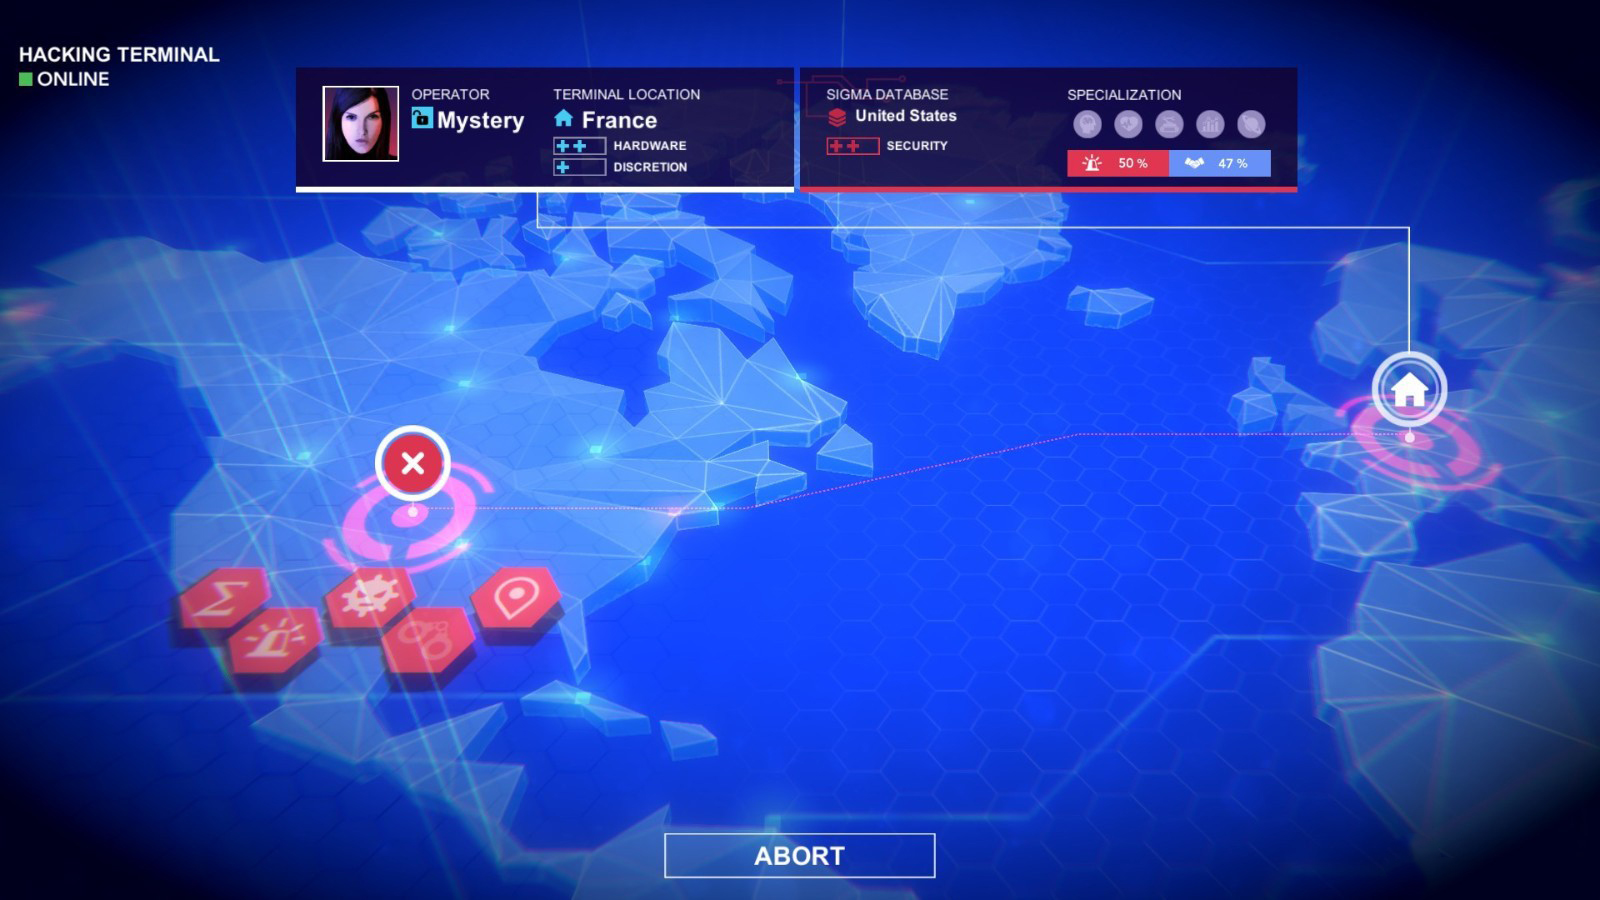 HACKING TERMINAL
ONLINE
OPERATOR
Mystery
TERMINAL LOCATION
France
HARDWARE
DISCRETION
SIGMA DATABASE
United States
SECURITY
SPECIALIZATION
50 %
47 %
ABORT